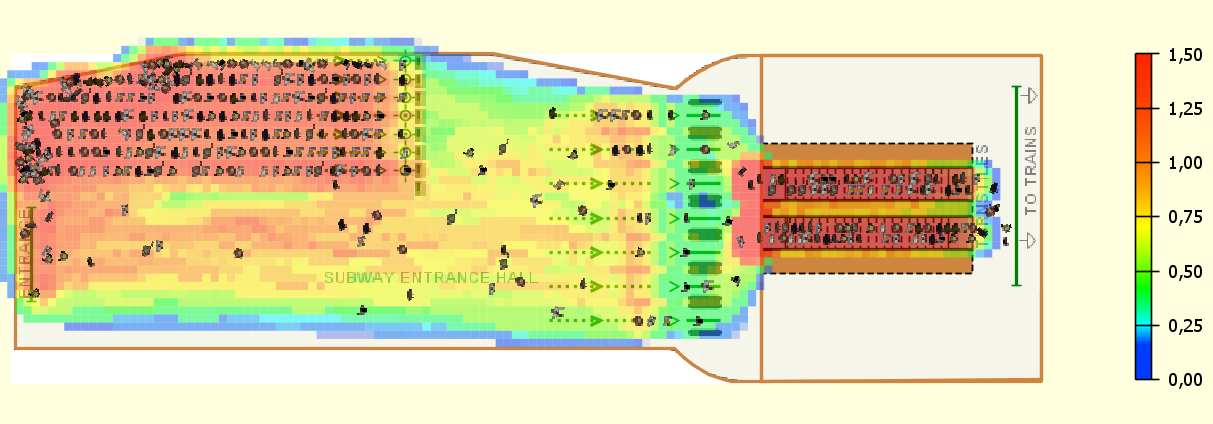 ENTRANCE
SUBWAY ENTRANCE HALL
TO TRAINS
1,50
1,25
1,00
0,75
0,50
0,25
0,00